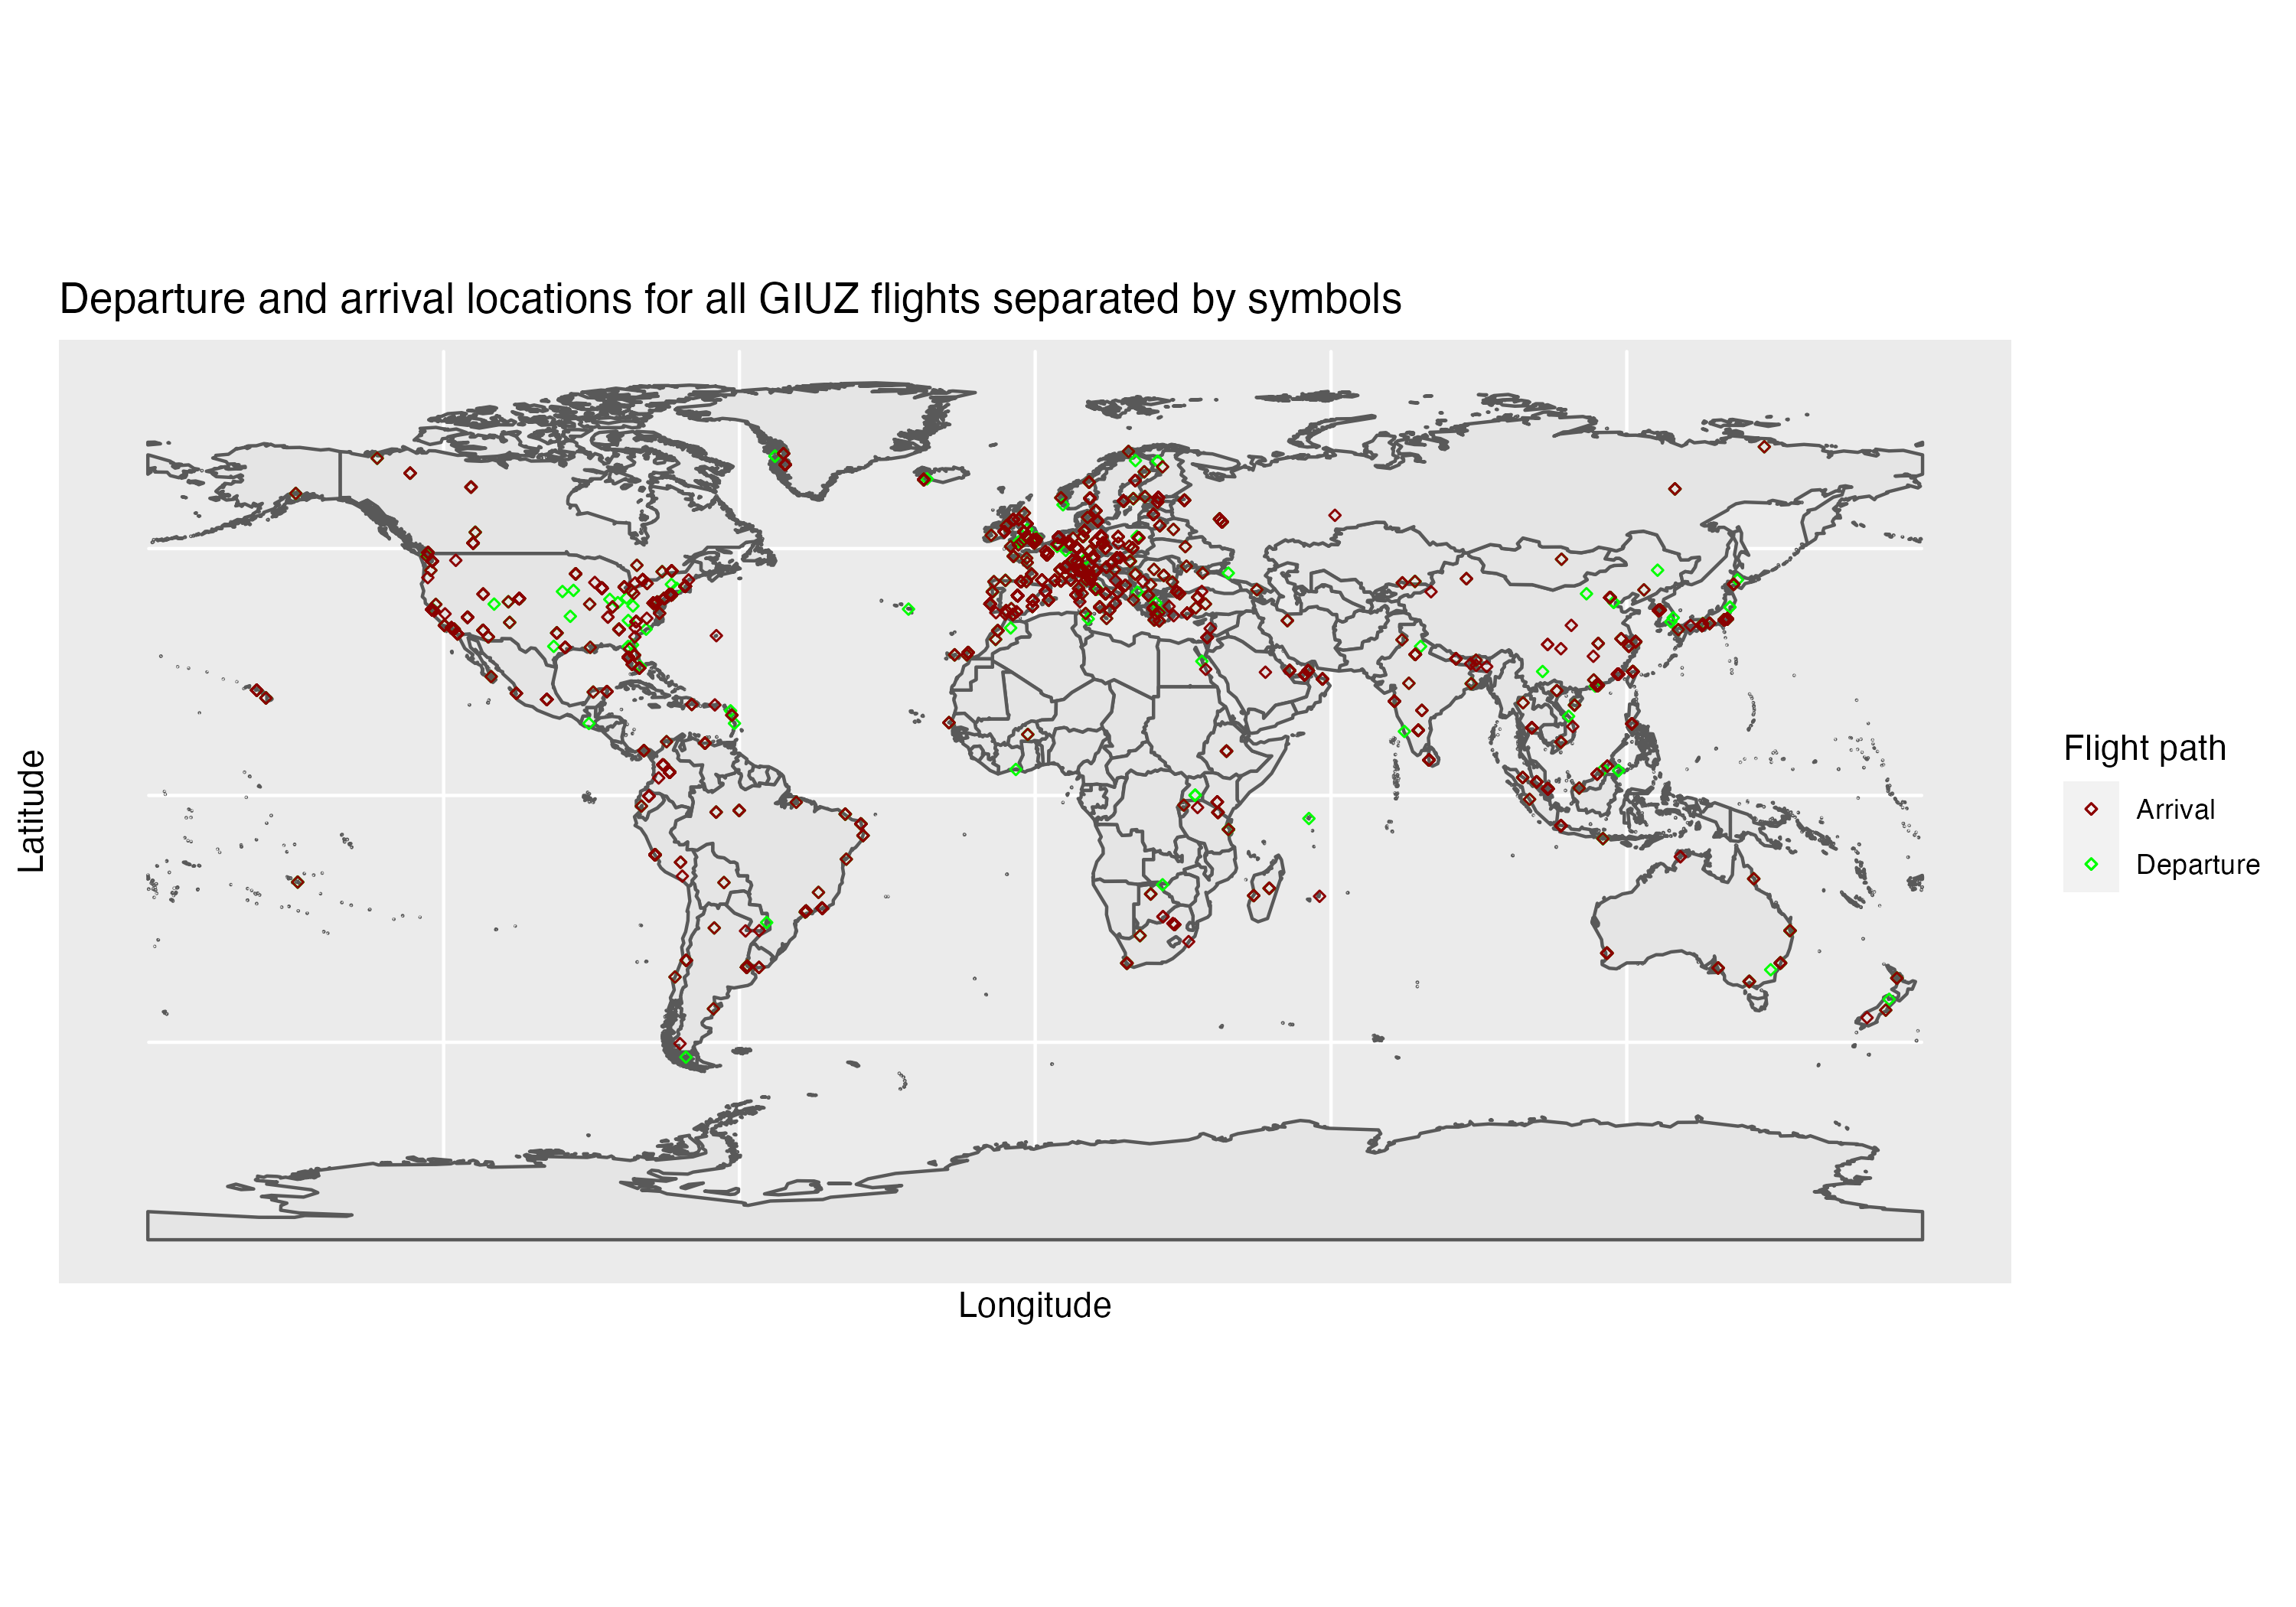 Departure and arrival locations for all GIUZ flights separated by symbols
Latitude
Longitude
Flight path
Arrival
Departure